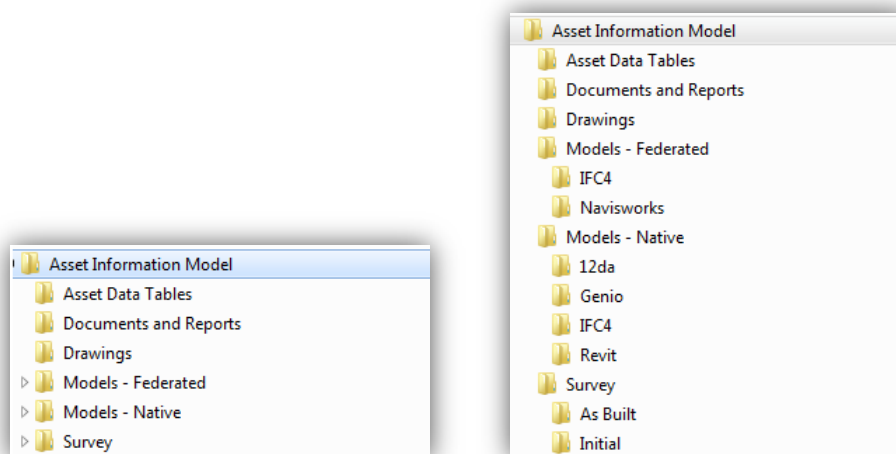 Asset Information Model
Asset Data Tables
Documents and Reports
Drawings
Models - Federated
Models - Native
Survey
Asset Information Model
Asset Data Tables
Documents and Reports
Drawings
Models - Federated
IFC4
Navisworks
Models - Native
12da
Genio
IFC4
Revit
Survey
As Built
Initial